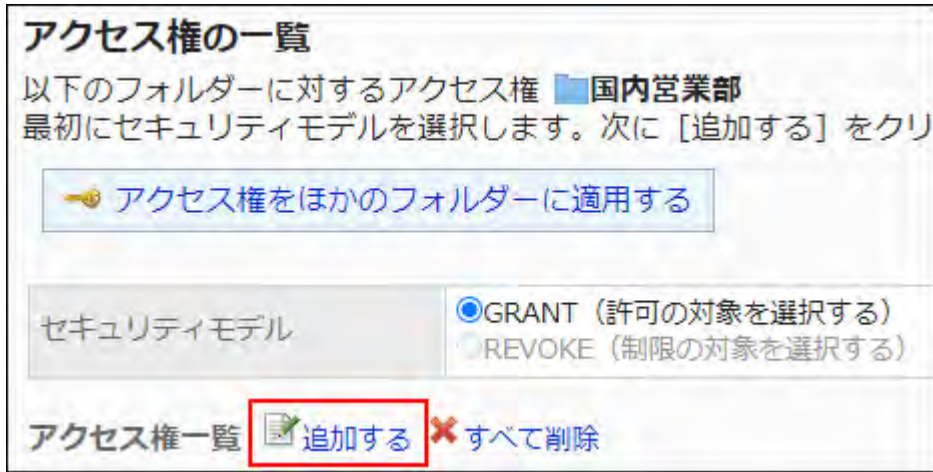 アクセス権の一覧
以下のフォルダーに対するアクセス権 国内営業部
最初にセキュリティモデルを選択します。次に [追加する] をクリ
アクセス権をほかのフォルダーに適用する
セキュリティモデル
GRANT（許可の対象を選択する）
REVOKE（制限の対象を選択する）
アクセス権一覧 追加する すべて削除